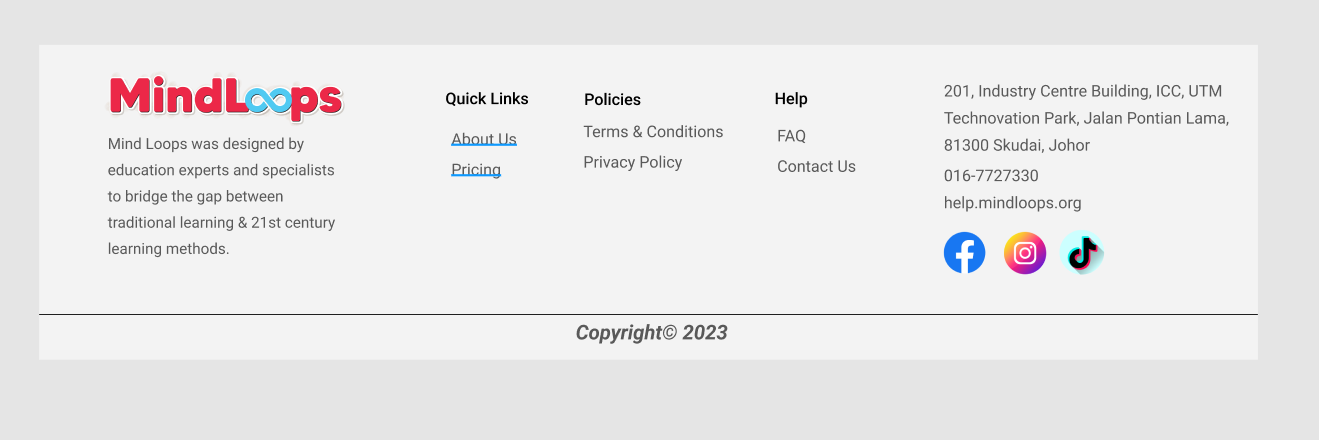 MindLoops
Mind Loops was designed by
education experts and specialists
to bridge the gap between
traditional learning & 21st century
learning methods.
Quick Links
About Us
Pricing
Policies
Terms & Conditions
Privacy Policy
Help
FAQ
Contact Us
201, Industry Centre Building, ICC, UTM
Technovation Park, Jalan Pontian Lama,
81300 Skudai, Johor
016-7727330
help.mindloops.org
Copyright© 2023